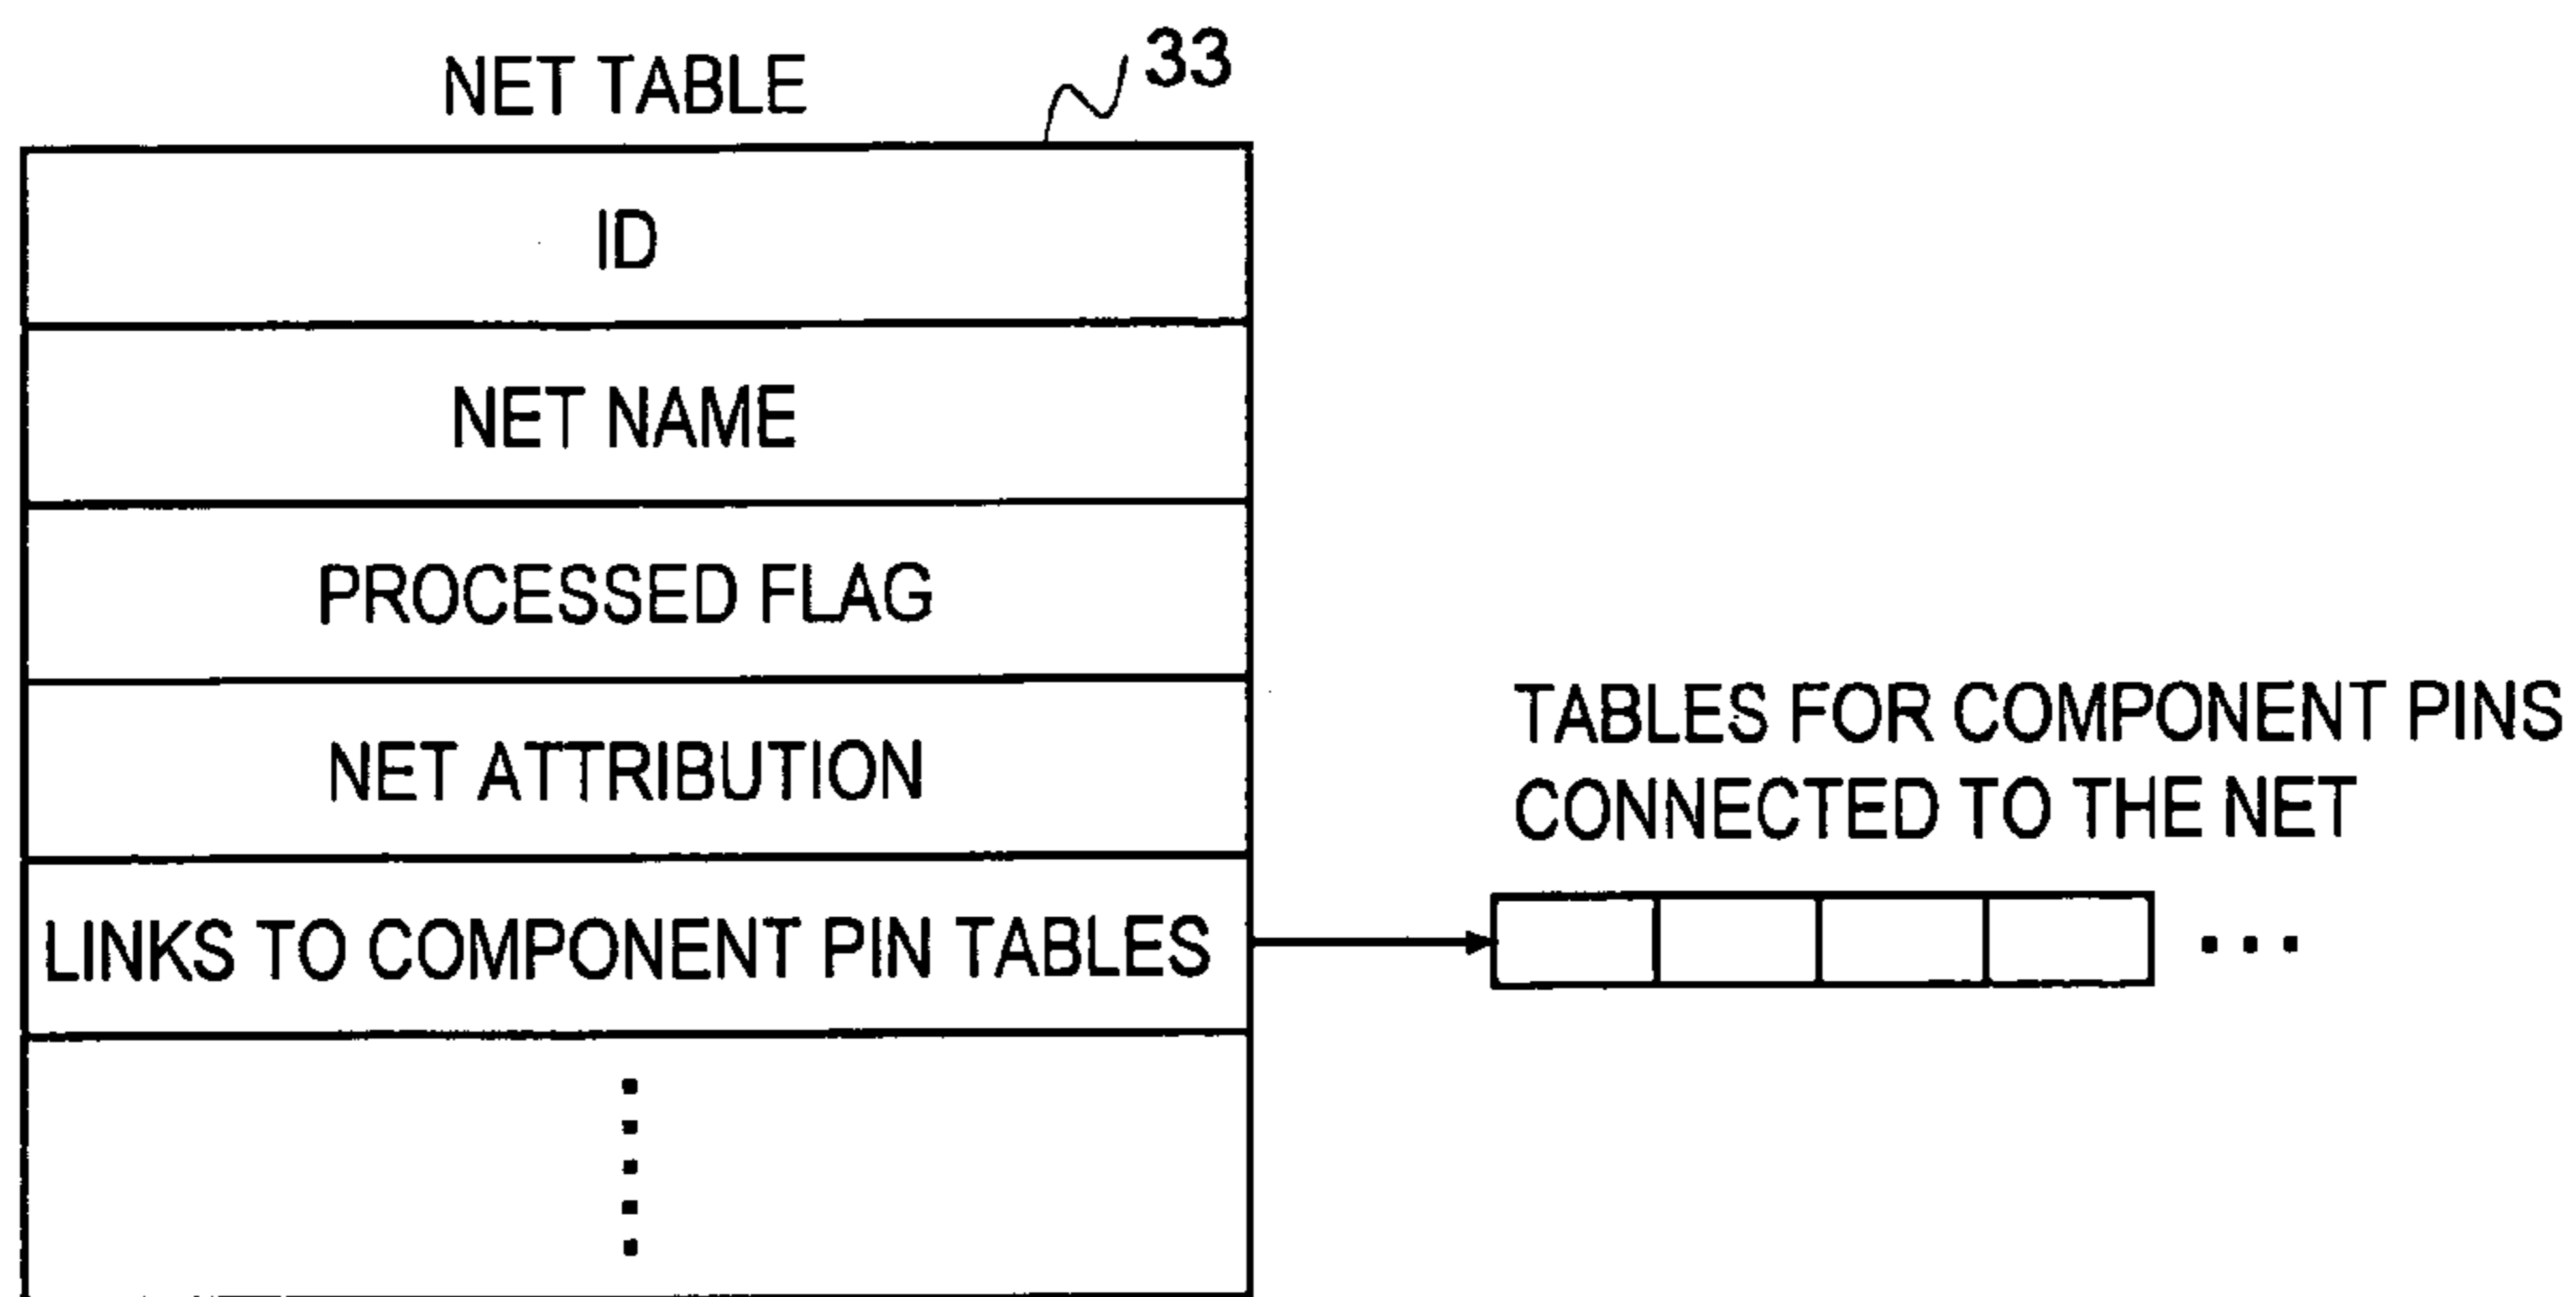 NET TABLE
33
ID
NET NAME
PROCESSED FLAG
NET ATTRIBUTION
LINKS TO COMPONENT PIN TABLES
TABLES FOR COMPONENT PINS
CONNECTED TO THE NET